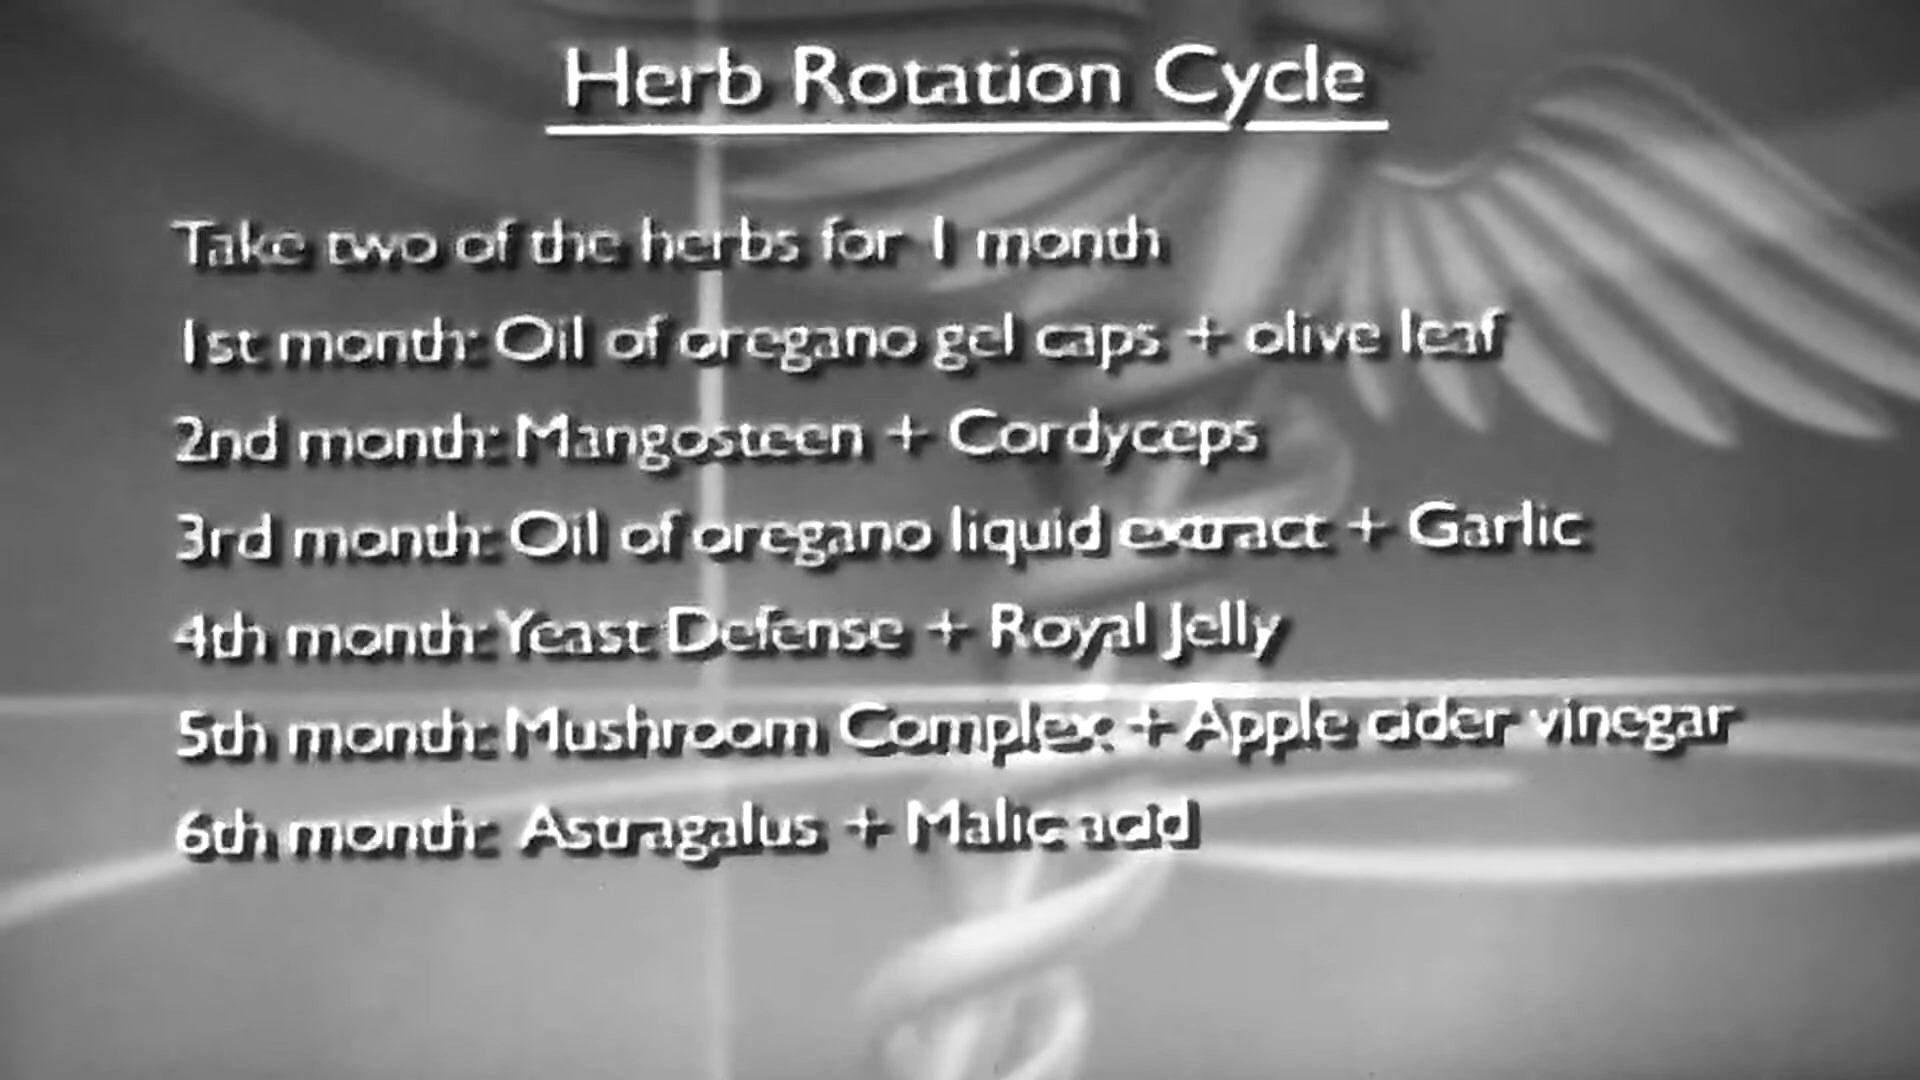 Herb Rotation Cycle
Take two of the herbs for 1 month
1st month: Oil of oregano gel caps + olive leaf
2nd month: Mangosteen + Cordyceps
3rd month: Oil of oregano liquid extract + Garlic
4th month: Yeast Defense + Royal Jelly
5th month: Mushroom Complex + Apple cider vinegar
6th month: Astragalus + Malic acid